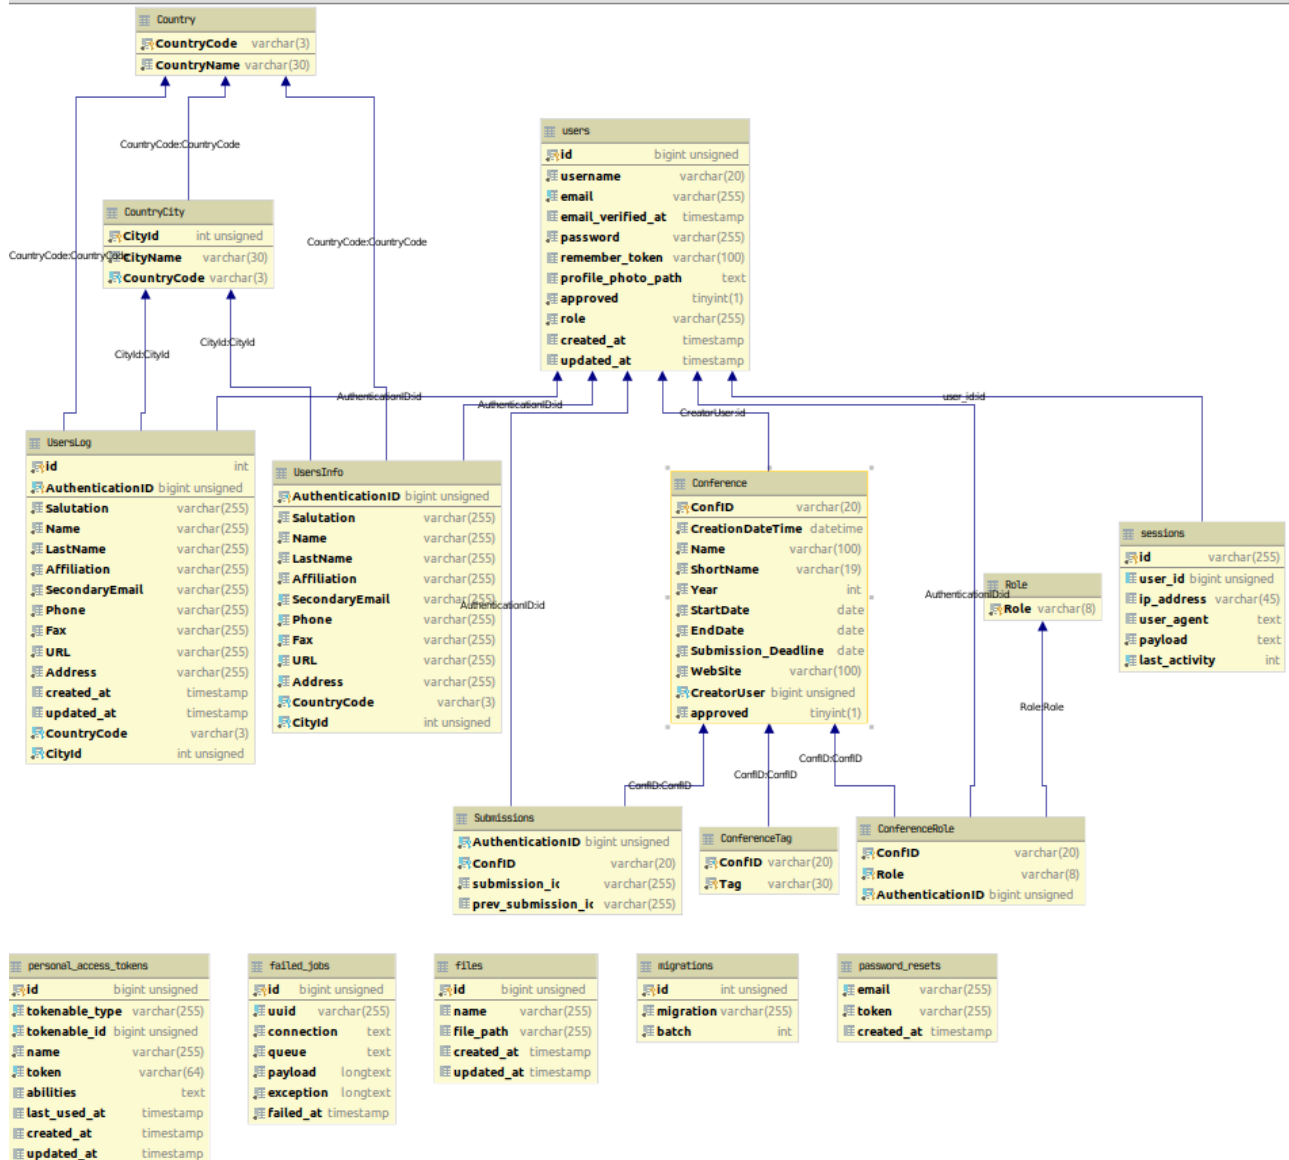 Country
CountryCode varchar(3)
CountryName varchar(30)
CountryCode:CountryCode
users
id bigint unsigned
username varchar(20)
email varchar(255)
email_verified_at timestamp
password varchar(255)
remember_token varchar(100)
profile_photo_path text
approved tinyint(1)
role varchar(255)
created_at timestamp
updated_at timestamp
CountryCity
CityId int unsigned
CityName varchar(30)
CountryCode varchar(3)
CountryCode:CountryCode
CountryCode:CountryCode
CityId:CityId
CityId:CityId
AuthenticationID:id
AuthenticationID:id
CreatorUser:id
user_id:id
UsersLog
id int
AuthenticationID bigint unsigned
Salutation varchar(255)
Name varchar(255)
LastName varchar(255)
Affiliation varchar(255)
SecondaryEmail varchar(255)
Phone varchar(255)
Fax varchar(255)
URL varchar(255)
Address varchar(255)
created_at timestamp
updated_at timestamp
CountryCode varchar(3)
CityId int unsigned
UsersInfo
AuthenticationID bigint unsigned
Salutation varchar(255)
Name varchar(255)
LastName varchar(255)
Affiliation varchar(255)
SecondaryEmail varchar(255)
Phone varchar(255)
Fax varchar(255)
URL varchar(255)
Address varchar(255)
CountryCode varchar(3)
CityId int unsigned
AuthenticationID:id
Conference
ConfID varchar(20)
CreationDateTime datetime
Name varchar(100)
ShortName varchar(19)
Year int
StartDate date
EndDate date
Submission_Deadline date
WebSite varchar(100)
CreatorUser bigint unsigned
approved tinyint(1)
AuthenticationID:id
Role
Role varchar(8)
Role:Role
sessions
id varchar(255)
user_id bigint unsigned
ip_address varchar(45)
user_agent text
payload text
last_activity int
ConfID:ConfID
ConfID:ConfID
ConfID:ConfID
Submissions
AuthenticationID bigint unsigned
ConfID varchar(20)
submission_ic varchar(255)
prev_submission_ic varchar(255)
ConferenceTag
ConfID varchar(20)
Tag varchar(30)
ConferenceRole
ConfID varchar(20)
Role varchar(8)
AuthenticationID bigint unsigned
personal_access_tokens
id bigint unsigned
tokenable_type varchar(255)
tokenable_id bigint unsigned
name varchar(255)
token varchar(64)
abilities text
last_used_at timestamp
created_at timestamp
updated_at timestamp
failed_jobs
id bigint unsigned
uuid varchar(255)
connection text
queue text
payload longtext
exception longtext
failed_at timestamp
files
id bigint unsigned
name varchar(255)
file_path varchar(255)
created_at timestamp
updated_at timestamp
migrations
id int unsigned
migration varchar(255)
batch int
password_resets
email varchar(255)
token varchar(255)
created_at timestamp